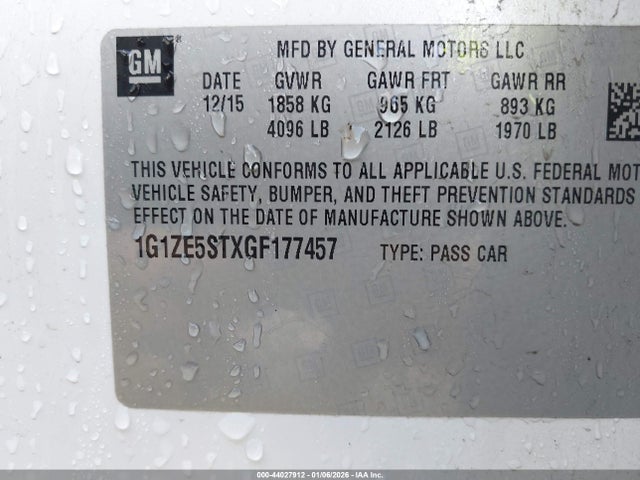 GM
MFD BY GENERAL MOTORS LLC
DATE GVWR GAWR FRT GAWR RR
12/15 1858 KG 965 KG 893 KG
4096 LB 2126 LB 1970 LB
THIS VEHICLE CONFORMS TO ALL APPLICABLE U.S. FEDERAL MOT
VEHICLE SAFETY, BUMPER, AND THEFT PREVENTION STANDARDS
EFFECT ON THE DATE OF MANUFACTURE SHOWN ABOVE.
1G1ZE5STXGF177457 TYPE: PASS CAR
000-44027912 - 01/06/2026 - IAAI Inc.